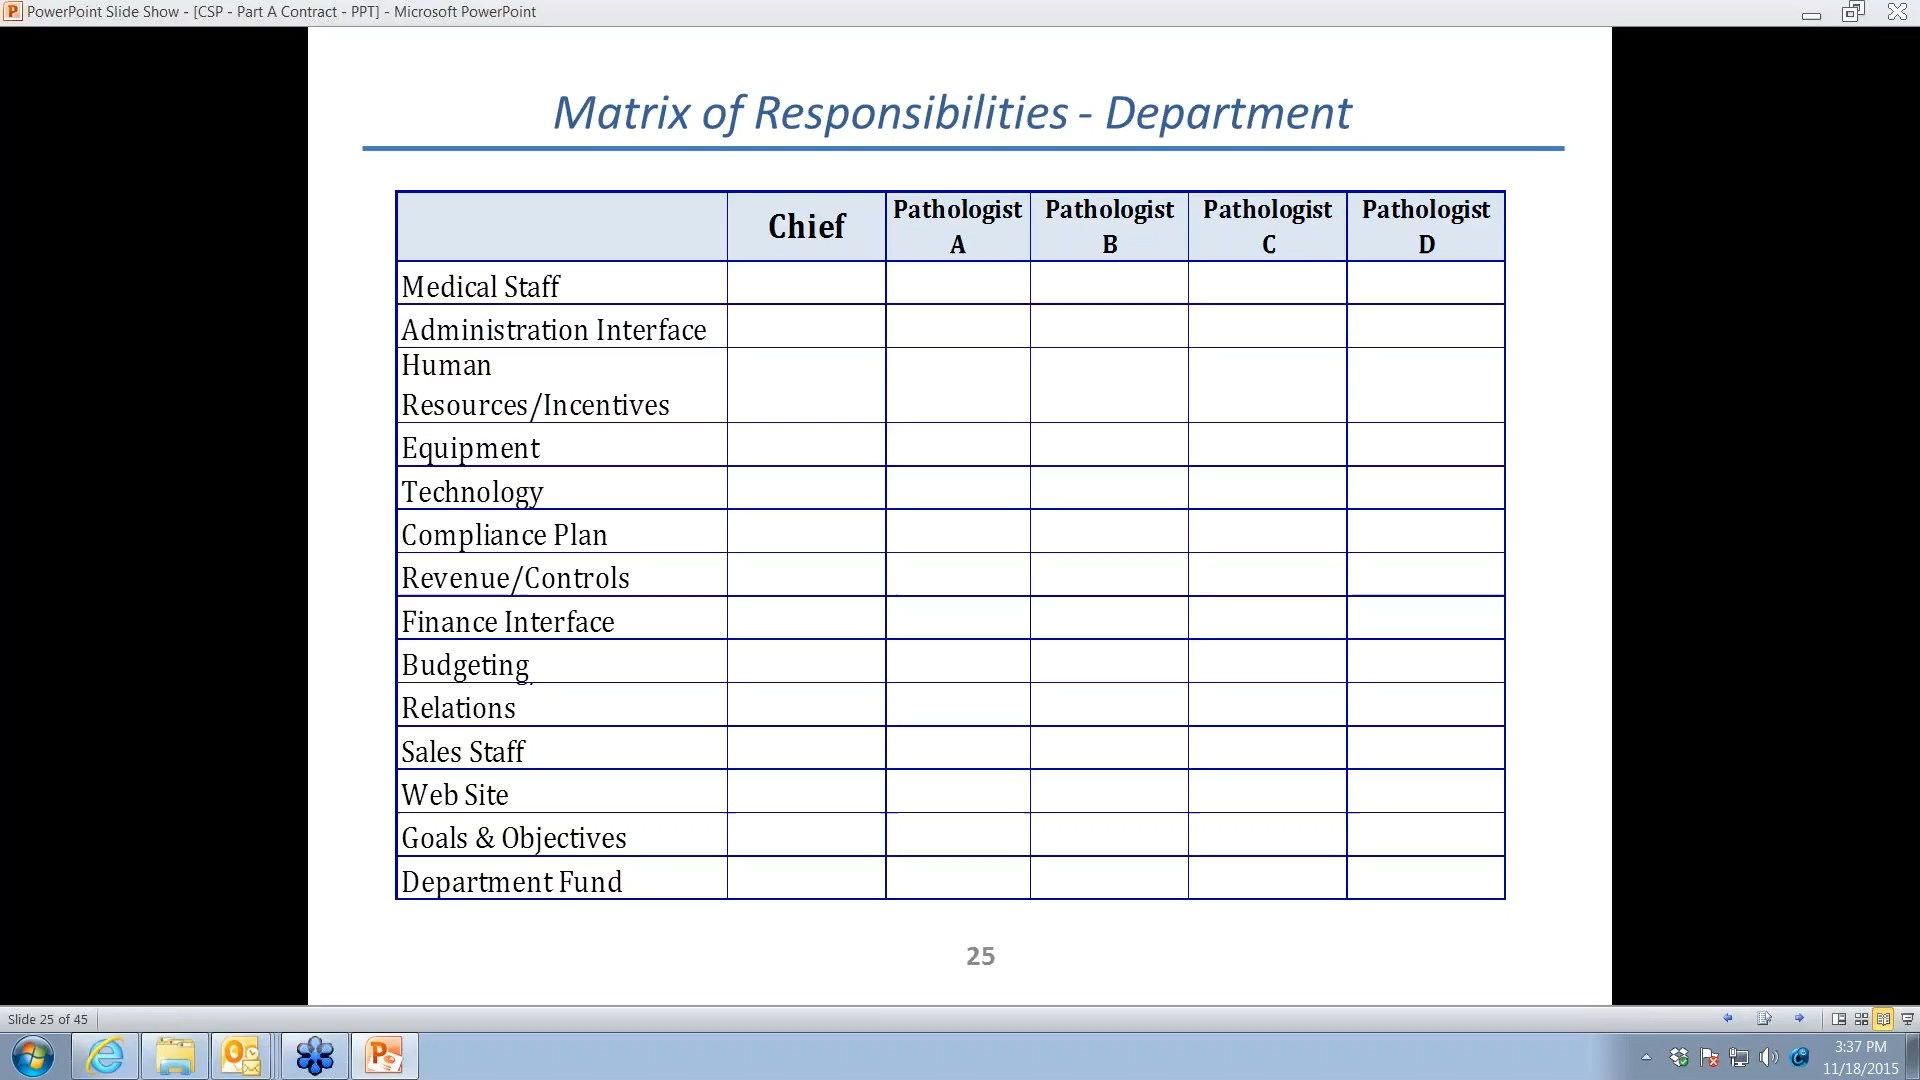 PowerPoint Slide Show - [CSP - Part A Contract - PPT] - Microsoft PowerPoint
Matrix of Responsibilities - Department
Chief
Pathologist A
Pathologist B
Pathologist C
Pathologist D
Medical Staff
Administration Interface
Human
Resources/Incentives
Equipment
Technology
Compliance Plan
Revenue/Controls
Finance Interface
Budgeting
Relations
Sales Staff
Web Site
Goals & Objectives
Department Fund
25
Slide 25 of 45
3:37 PM
11/18/2015